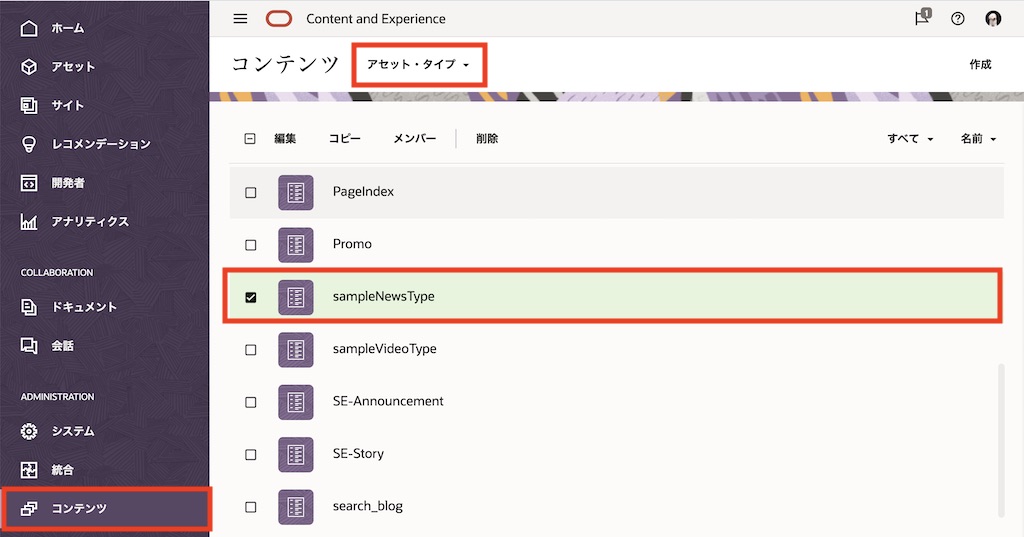 Content and Experience
1
ホーム
アセット
サイト
レコメンデーション
開発者
アナリティクス
COLLABORATION
ドキュメント
会話
ADMINISTRATION
システム
統合
コンテンツ
コンテンツ アセット・タイプ 作成
編集 コピー メンバー 削除 すべて 名前
PageIndex
Promo
sampleNewsType
sampleVideoType
SE-Announcement
SE-Story
search_blog